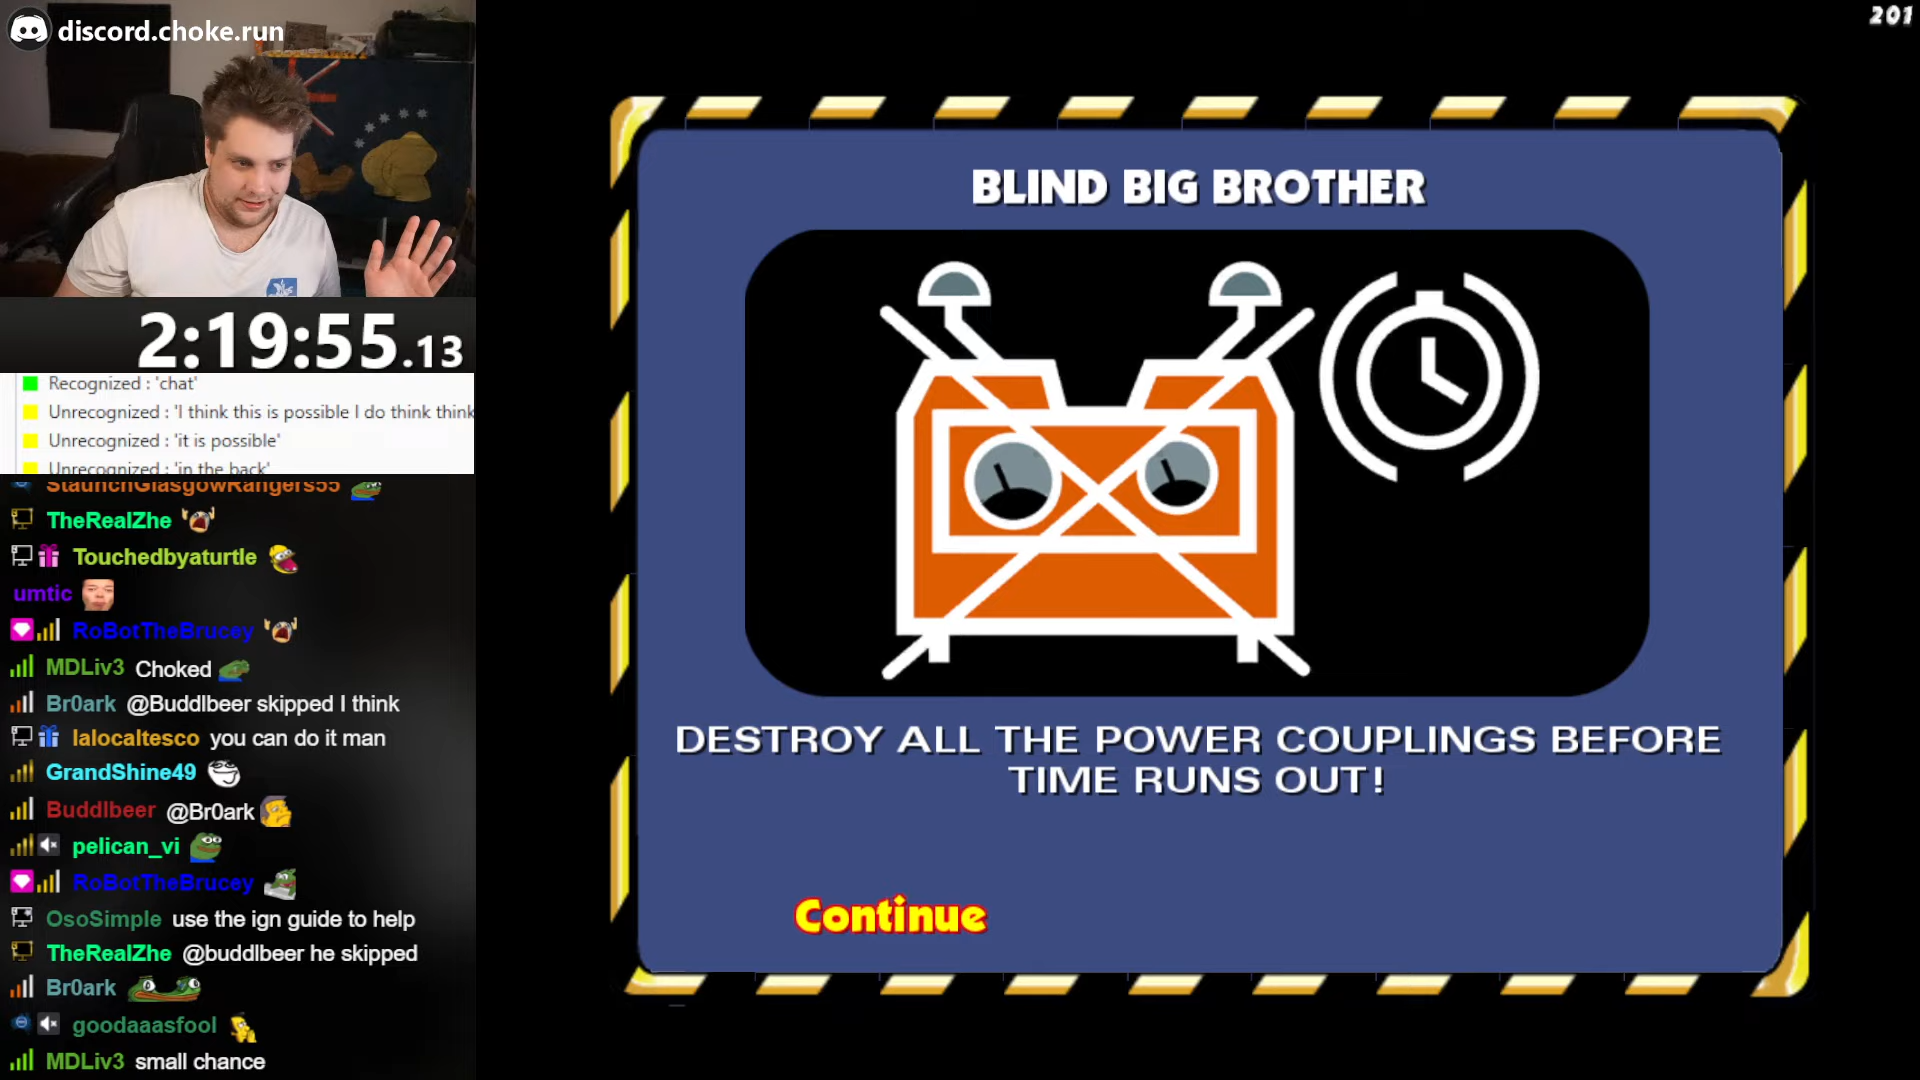 discord.choke.run
201
2:19:55.13
Recognized : 'chat'
Unrecognized : 'I think this is possible I do think think
Unrecognized : 'it is possible'
Unrecognized : 'in the back'
StaunchGlasgowRangers55
TheRealZhe
Touchedbyaturtle
umtic
RoBotTheBrucey
MDLiv3 Choked
Br0ark @Buddlbeer skipped I think
lalocaltesco you can do it man
GrandShine49
Buddlbeer @Br0ark
pelican_vi
RoBotTheBrucey
OsoSimple use the ign guide to help
TheRealZhe @buddlbeer he skipped
Br0ark
goodaaasfool
MDLiv3 small chance
BLIND BIG BROTHER
DESTROY ALL THE POWER COUPLINGS BEFORE
TIME RUNS OUT!
Continue